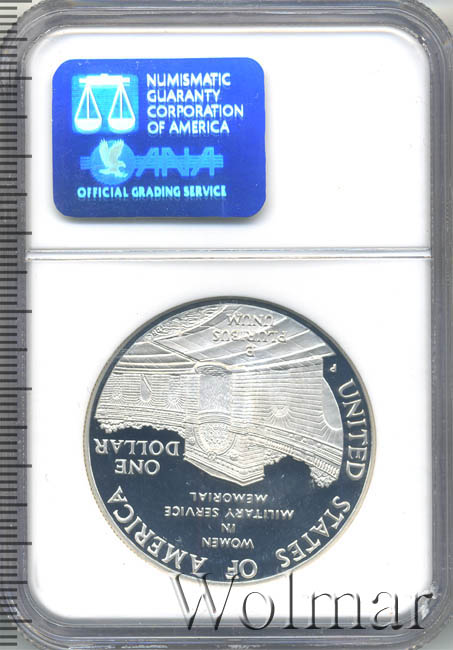 NUMISMATIC
GUARANTY
CORPORATION
OF AMERICA
ANA
OFFICIAL GRADING SERVICE
UNITED STATES OF AMERICA
WOMEN
IN
MILITARY SERVICE
MEMORIAL
ONE
DOLLAR
P
E
PLURIBUS
UNUM
Wolmar